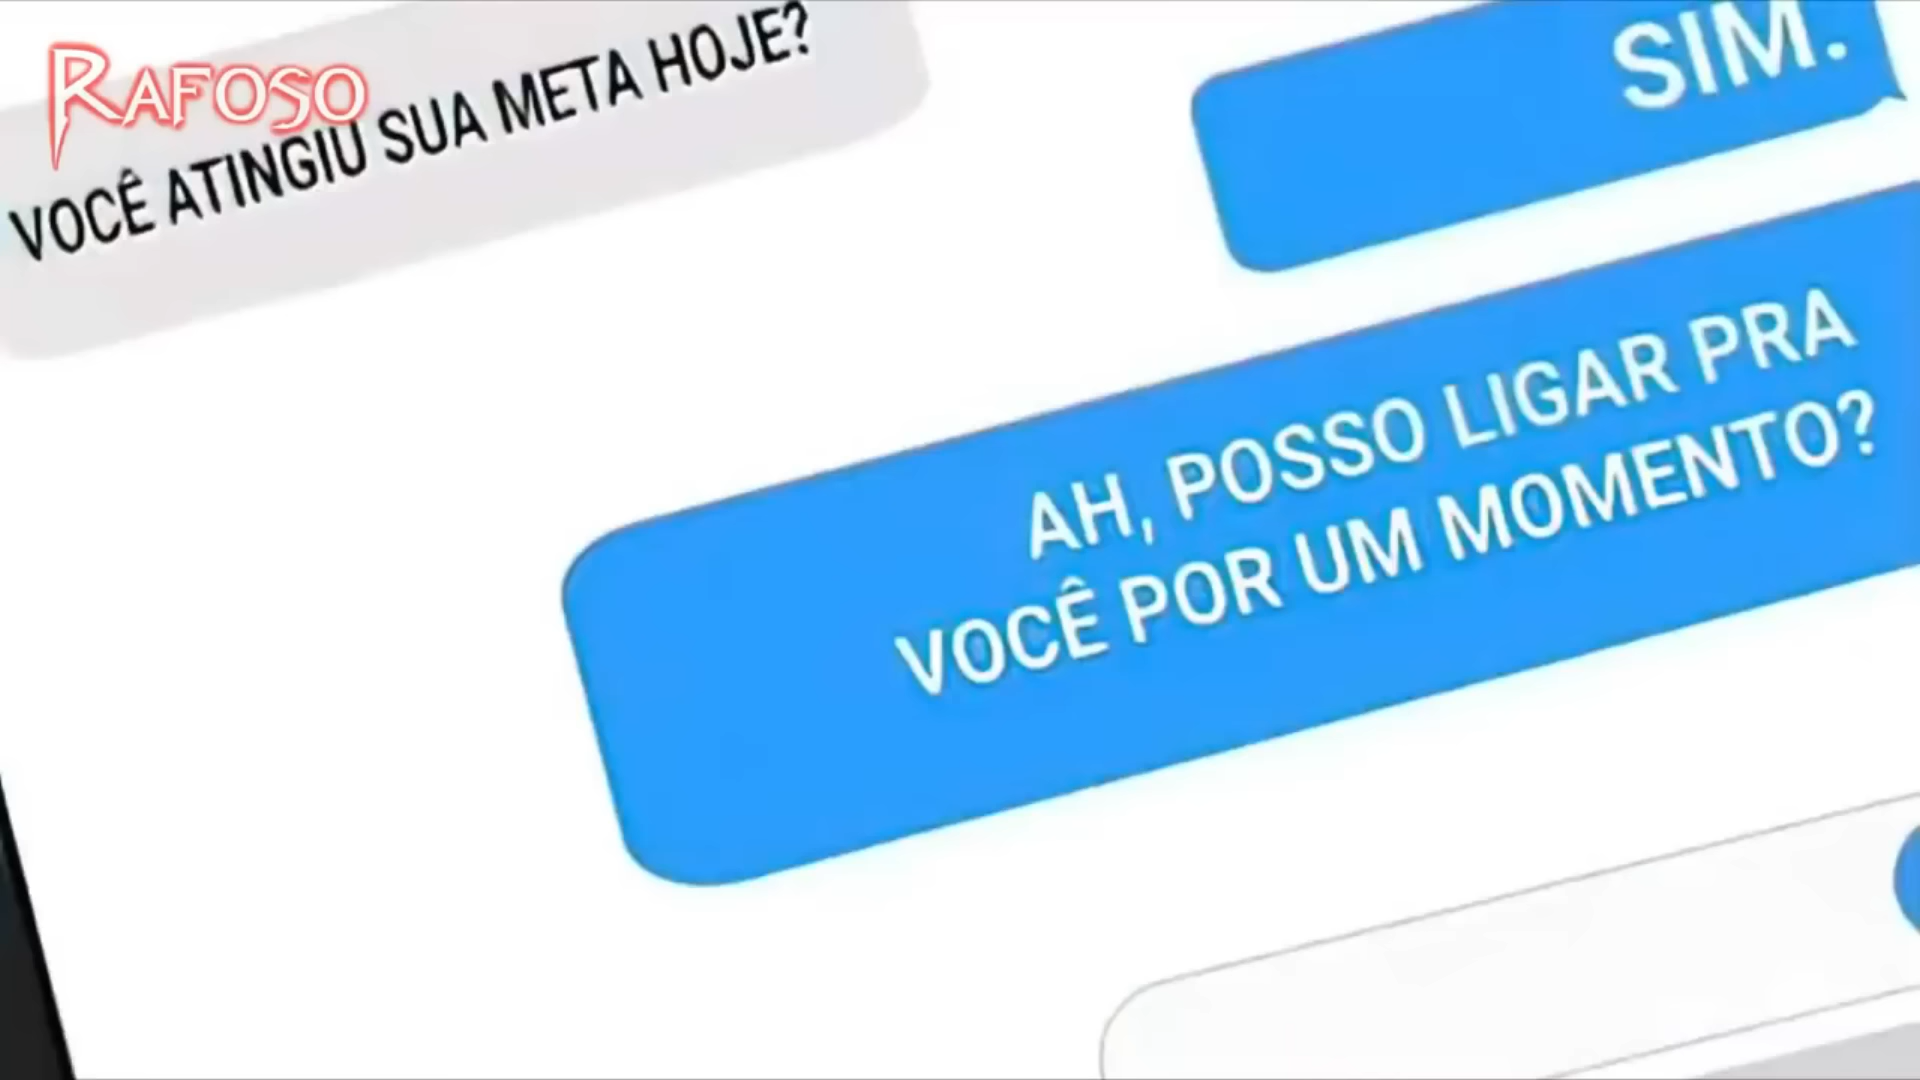 RAFOSO
VOCÊ ATINGIU SUA META HOJE?
SIM.
AH, POSSO LIGAR PRA
VOCÊ POR UM MOMENTO?